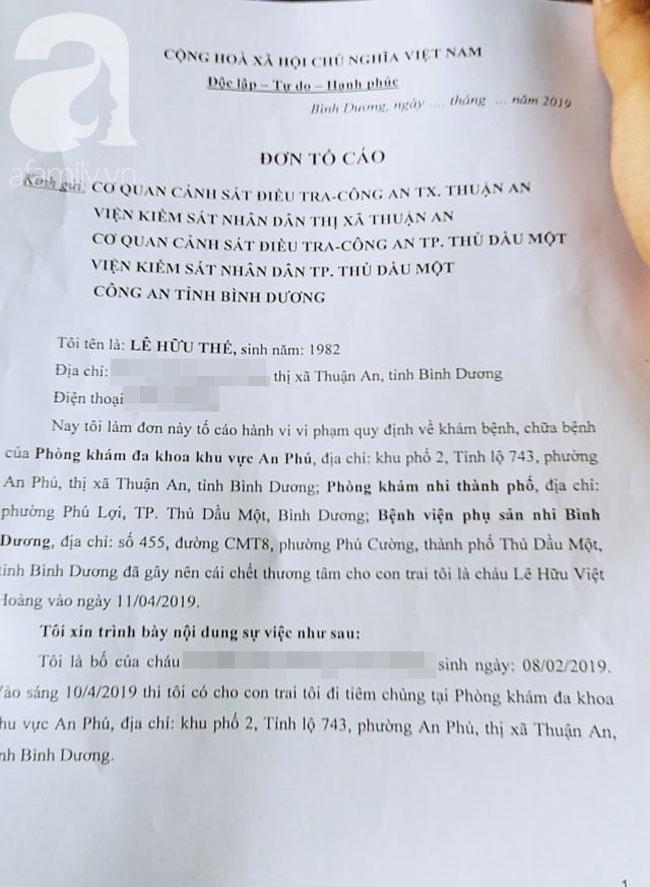 CỘNG HOÀ XÃ HỘI CHỦ NGHĨA VIỆT NAM
Độc lập – Tự do – Hạnh phúc
Bình Dương, ngày .... tháng ... năm 2019
a
afamily.vn
ĐƠN TỐ CÁO
Kính gửi: CƠ QUAN CẢNH SÁT ĐIỀU TRA-CÔNG AN TX. THUẬN AN
VIỆN KIỂM SÁT NHÂN DÂN THỊ XÃ THUẬN AN
CƠ QUAN CẢNH SÁT ĐIỀU TRA-CÔNG AN TP. THỦ DẦU MỘT
VIỆN KIỂM SÁT NHÂN DÂN TP. THỦ DẦU MỘT
CÔNG AN TỈNH BÌNH DƯƠNG
Tôi tên là: LÊ HỮU THẾ, sinh năm: 1982
Địa chỉ: thị xã Thuận An, tỉnh Bình Dương
Điện thoại
Nay tôi làm đơn này tố cáo hành vi vi phạm quy định về khám bệnh, chữa bệnh
của Phòng khám đa khoa khu vực An Phú, địa chỉ: khu phố 2, Tỉnh lộ 743, phường
An Phú, thị xã Thuận An, tỉnh Bình Dương; Phòng khám nhi thành phố, địa chỉ:
phường Phú Lợi, TP. Thủ Dầu Một, Bình Dương; Bệnh viện phụ sản nhi Bình
Dương, địa chỉ: số 455, đường CMT8, phường Phú Cường, thành phố Thủ Dầu Một,
tỉnh Bình Dương đã gây nên cái chết thương tâm cho con trai tôi là cháu Lê Hữu Việt
Hoàng vào ngày 11/04/2019.
Tôi xin trình bày nội dung sự việc như sau:
Tôi là bố của cháu sinh ngày: 08/02/2019.
Vào sáng 10/4/2019 thì tôi có cho con trai tôi đi tiêm chủng tại Phòng khám đa khoa
khu vực An Phú, địa chỉ: khu phố 2, Tỉnh lộ 743, phường An Phú, thị xã Thuận An,
tỉnh Bình Dương.